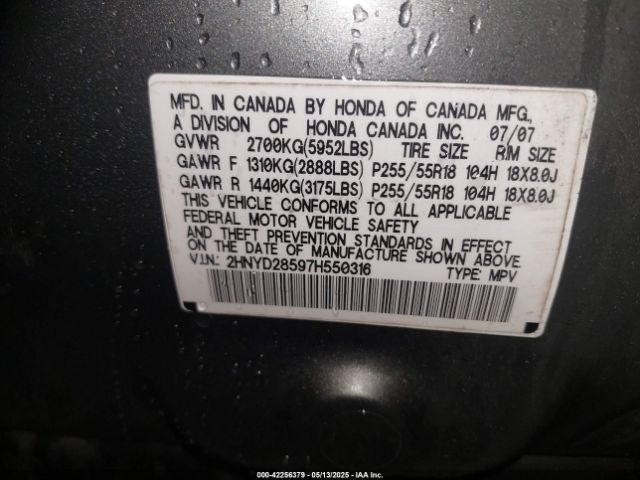 MFD. IN CANADA BY HONDA OF CANADA MFG.,
A DIVISION OF HONDA CANADA INC. 07/07
GVWR 2700KG(5952LBS) TIRE SIZE RIM SIZE
GAWR F 1310KG(2888LBS) P255/55R18 104H 18X8.0J
GAWR R 1440KG(3175LBS) P255/55R18 104H 18X8.0J
THIS VEHICLE CONFORMS TO ALL APPLICABLE
FEDERAL MOTOR VEHICLE SAFETY
AND THEFT PREVENTION STANDARDS IN EFFECT
ON THE DATE OF MANUFACTURE SHOWN ABOVE.
V.I.N.: 2HNYD28597H550316 TYPE: MPV
000-42256379 - 05/13/2025 - IAA Inc.